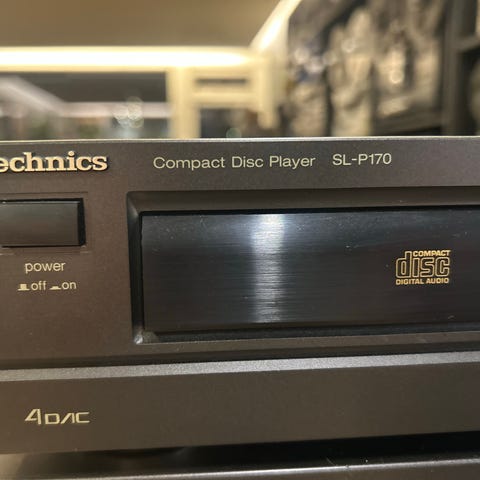 echnics
Compact Disc Player SL-P170
power
off on
COMPACT
disc
DIGITAL AUDIO
4DAC